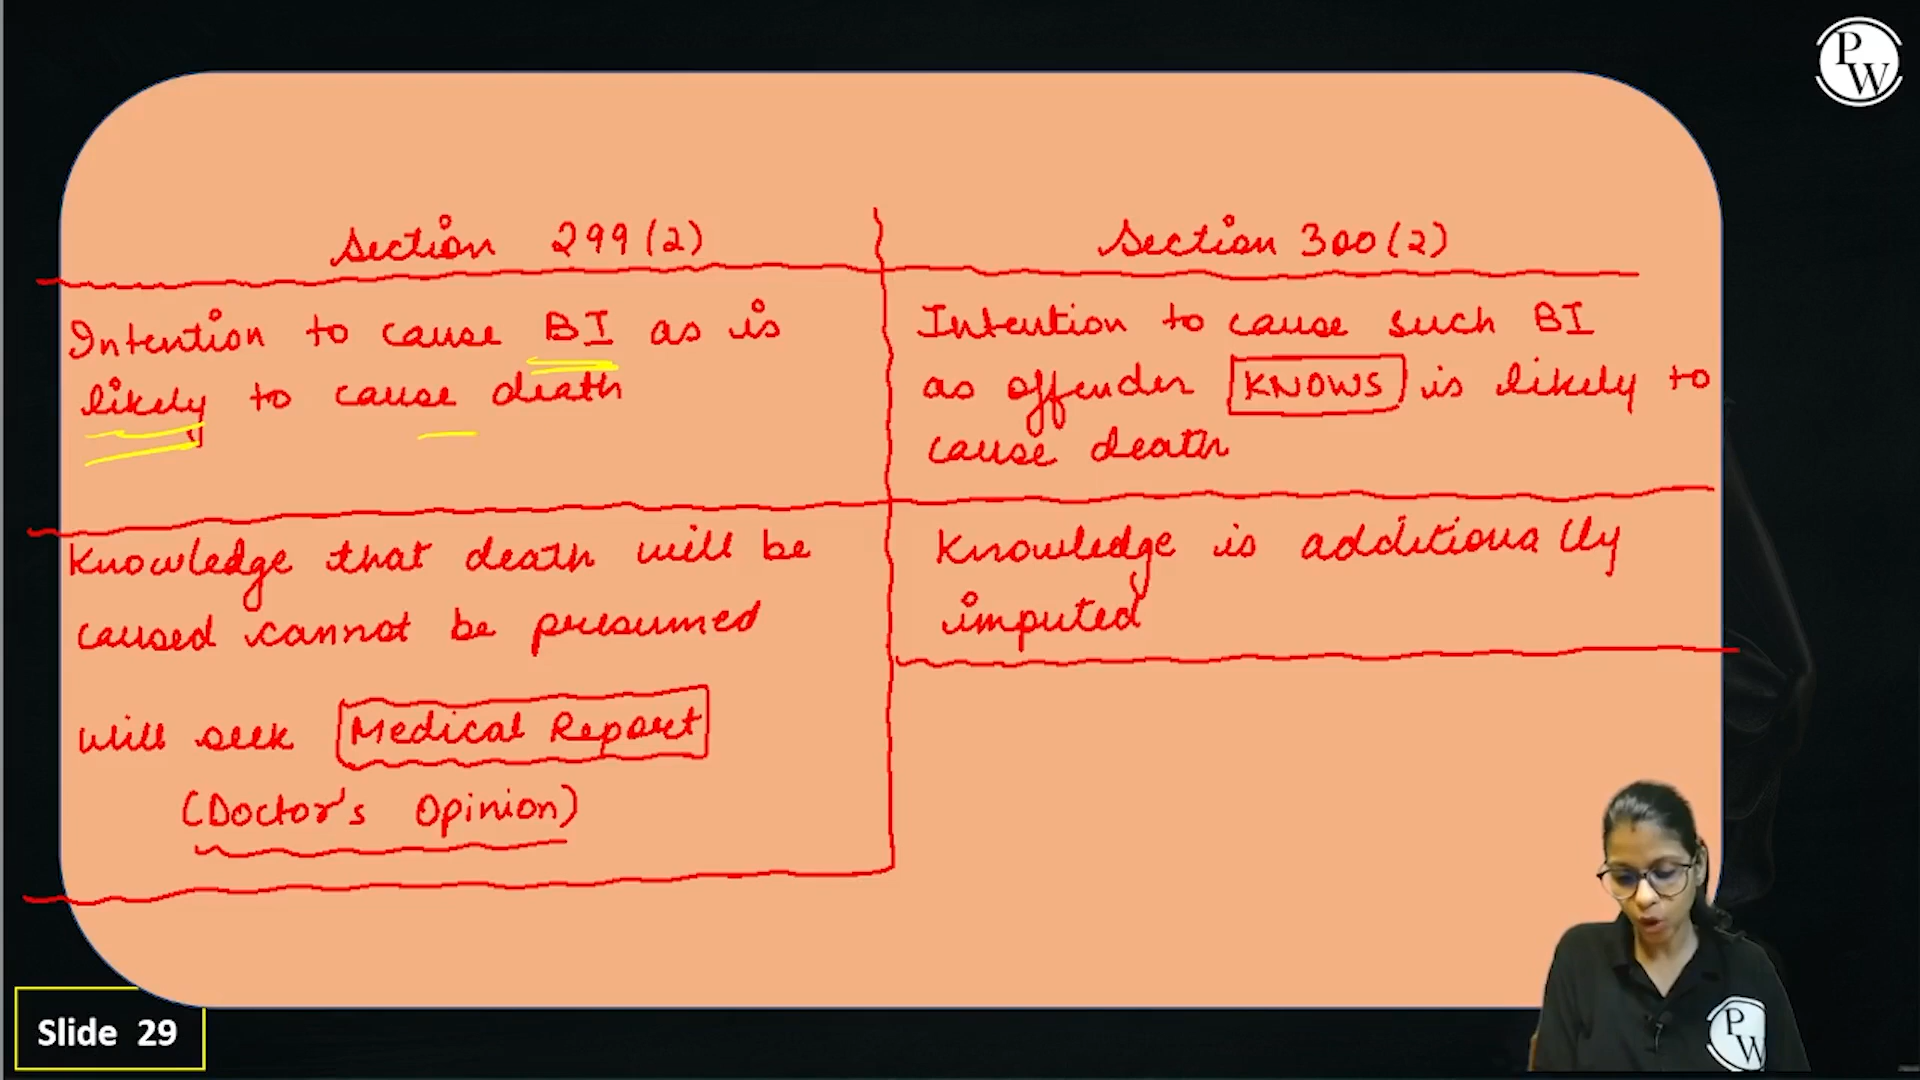 PW
Section 299(2)
Section 300(2)
Intention to cause BI as is
likely to cause death
Intention to cause such BI
as offender KNOWS is likely to
cause death
Knowledge that death will be
caused cannot be presumed
will seek Medical Report
(Doctor's Opinion)
Knowledge is additionally
imputed
PW
Slide 29